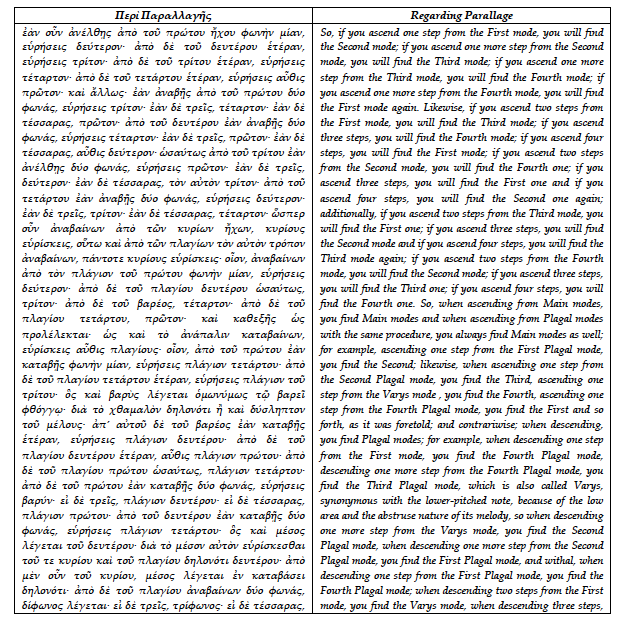 Περὶ Παραλλαγῆς
ἐὰν οὖν ἀνέλθῃς ἀπὸ τοῦ πρώτου ἤχου φωνὴν μίαν,
εὑρήσεις δεύτερον· ἀπὸ δὲ τοῦ δευτέρου ἑτέραν,
εὑρήσεις τρίτον· ἀπὸ δὲ τοῦ τρίτου ἑτέραν, εὑρήσεις
τέταρτον· ἀπὸ δὲ τοῦ τετάρτου ἑτέραν, εὑρήσεις αὖθις
πρῶτον· καὶ ἄλλως· ἐὰν ἀναβῇς ἀπὸ τοῦ πρώτου δύο
φωνάς, εὑρήσεις τρίτον· ἐὰν δὲ τρεῖς, τέταρτον· ἐὰν δὲ
τέσσαρας, πρῶτον· ἀπὸ τοῦ δευτέρου ἐὰν ἀναβῇς δύο
φωνάς, εὑρήσεις τέταρτον· ἐὰν δὲ τρεῖς, πρῶτον· ἐὰν δὲ
τέσσαρας, αὖθις δεύτερον· ὡσαύτως ἀπὸ τοῦ τρίτου ἐὰν
ἀνέλθῃς δύο φωνάς, εὑρήσεις πρῶτον· ἐὰν δὲ τρεῖς,
δεύτερον· ἐὰν δὲ τέσσαρας, τὸν αὐτὸν τρίτον· ἀπὸ τοῦ
τετάρτου ἐὰν ἀναβῇς δύο φωνάς, εὑρήσεις δεύτερον·
ἐὰν δὲ τρεῖς, τρίτον· ἐὰν δὲ τέσσαρας, τέταρτον· ὥσπερ
οὖν ἀναβαίνων ἀπὸ τῶν κυρίων ἤχων, κυρίους
εὑρίσκεις, οὕτω καὶ ἀπὸ τῶν πλαγίων τὸν αὐτὸν τρόπον
ἀναβαίνων, πάντοτε κυρίους εὑρίσκεις· οἷον, ἀναβαίνων
ἀπὸ τὸν πλάγιον τοῦ πρώτου φωνὴν μίαν, εὑρήσεις
δεύτερον· ἀπὸ δὲ τοῦ πλαγίου δευτέρου ὡσαύτως,
τρίτον· ἀπὸ δὲ τοῦ βαρέος, τέταρτον· ἀπὸ δὲ τοῦ
πλαγίου τετάρτου, πρῶτον· καὶ καθεξῆς ὡς
προλέλεκται· ὡς καὶ τὸ ἀνάπαλιν καταβαίνων,
εὑρίσκεις αὖθις πλαγίους· οἷον, ἀπὸ τοῦ πρώτου ἐὰν
καταβῇς φωνὴν μίαν, εὑρήσεις πλάγιον τετάρτου· ἀπὸ
δὲ τοῦ πλαγίου τετάρτου ἑτέραν, εὑρήσεις πλάγιον τοῦ
τρίτου· ὃς καὶ βαρὺς λέγεται ὁμωνύμως τῷ βαρεῖ
φθόγγῳ· διὰ τὸ χθαμαλὸν δηλονότι ἢ καὶ δύσληπτον
τοῦ μέλους· ἀπ' αὐτοῦ δὲ τοῦ βαρέος ἐὰν καταβῇς
ἑτέραν, εὑρήσεις πλάγιον δευτέρου· ἀπὸ δὲ τοῦ
πλαγίου δευτέρου ἑτέραν, αὖθις πλάγιον πρώτου· ἀπὸ
δὲ τοῦ πλαγίου πρώτου ὡσαύτως, πλάγιον τετάρτου·
ἀπὸ τοῦ πρώτου ἐὰν καταβῇς δύο φωνάς, εὑρήσεις
βαρύν· εἰ δὲ τρεῖς, πλάγιον δευτέρου· εἰ δὲ τέσσαρας,
πλάγιον πρώτου· ἀπὸ τοῦ δευτέρου ἐὰν καταβῇς δύο
φωνάς, εὑρήσεις πλάγιον τετάρτου· ὃς καὶ μέσος
λέγεται τοῦ δευτέρου· διὰ τὸ μέσον αὐτὸν εὑρίσκεσθαι
τοῦ τε κυρίου καὶ τοῦ πλαγίου δηλονότι δευτέρου· ἀπὸ
μὲν οὖν τοῦ κυρίου, μέσος λέγεται ἐν καταβάσει
δηλονότι· ἀπὸ δὲ τοῦ πλαγίου ἀναβαίνων δύο φωνάς,
δίφωνος λέγεται· εἰ δὲ τρεῖς, τρίφωνος· εἰ δὲ τέσσαρας,
Regarding Parallage
So, if you ascend one step from the First mode, you will find
the Second mode; if you ascend one more step from the Second
mode, you will find the Third mode; if you ascend one more
step from the Third mode, you will find the Fourth mode; if
you ascend one more step from the Fourth mode, you will find
the First mode again. Likewise, if you ascend two steps from
the First mode, you will find the Third mode; if you ascend
three steps, you will find the Fourth mode; if you ascend four
steps, you will find the First mode; if you ascend two steps
from the Second mode, you will find the Fourth one; if you
ascend three steps, you will find the First one and if you
ascend four steps, you will find the Second one again;
additionally, if you ascend two steps from the Third mode, you
will find the First one; if you ascend three steps, you will find
the Second mode and if you ascend four steps, you will find the
Third mode again; if you ascend two steps from the Fourth
mode, you will find the Second mode; if you ascend three steps,
you will find the Third one; if you ascend four steps, you will
find the Fourth one. So, when ascending from Main modes,
you find Main modes and when ascending from Plagal modes
with the same procedure, you always find Main modes as well;
for example, ascending one step from the First Plagal mode,
you find the Second; likewise, when ascending one step from
the Second Plagal mode, you find the Third, ascending one
step from the Varys mode , you find the Fourth, ascending one
step from the Fourth Plagal mode, you find the First and so
forth, as it was foretold; and contrariwise; when descending,
you find Plagal modes; for example, when descending one step
from the First mode, you find the Fourth Plagal mode,
descending one more step from the Fourth Plagal mode, you
find the Third Plagal mode, which is also called Varys,
synonymous with the lower-pitched note, because of the low
area and the abstruse nature of its melody, so when descending
one more step from the Varys mode, you find the Second
Plagal mode, when descending one more step from the Second
Plagal mode, you find the First Plagal mode, and withal, when
descending one step from the First Plagal mode, you find the
Fourth Plagal mode; when descending two steps from the First
mode, you find the Varys mode, when descending three steps,